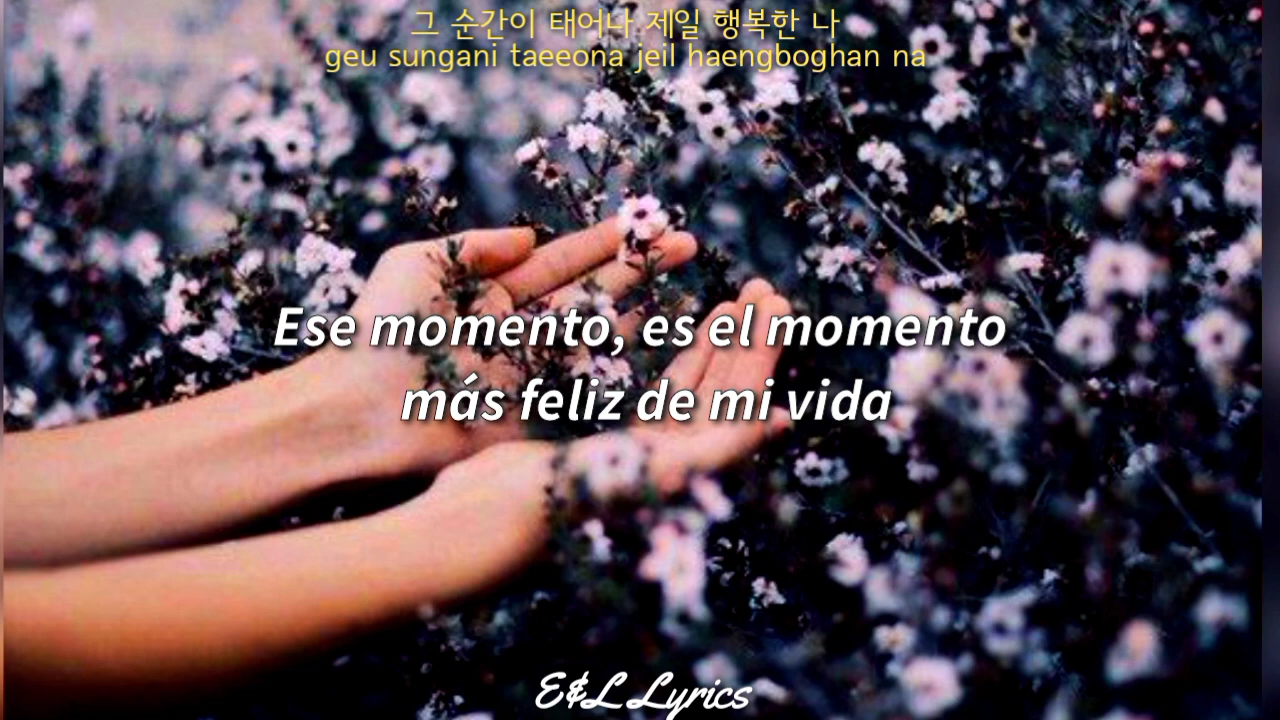 그 순간이 태어나 제일 행복한 나
geu sungani taeeona jeil haengboghan na
Ese momento, es el momento
más feliz de mi vida
E&L Lyrics